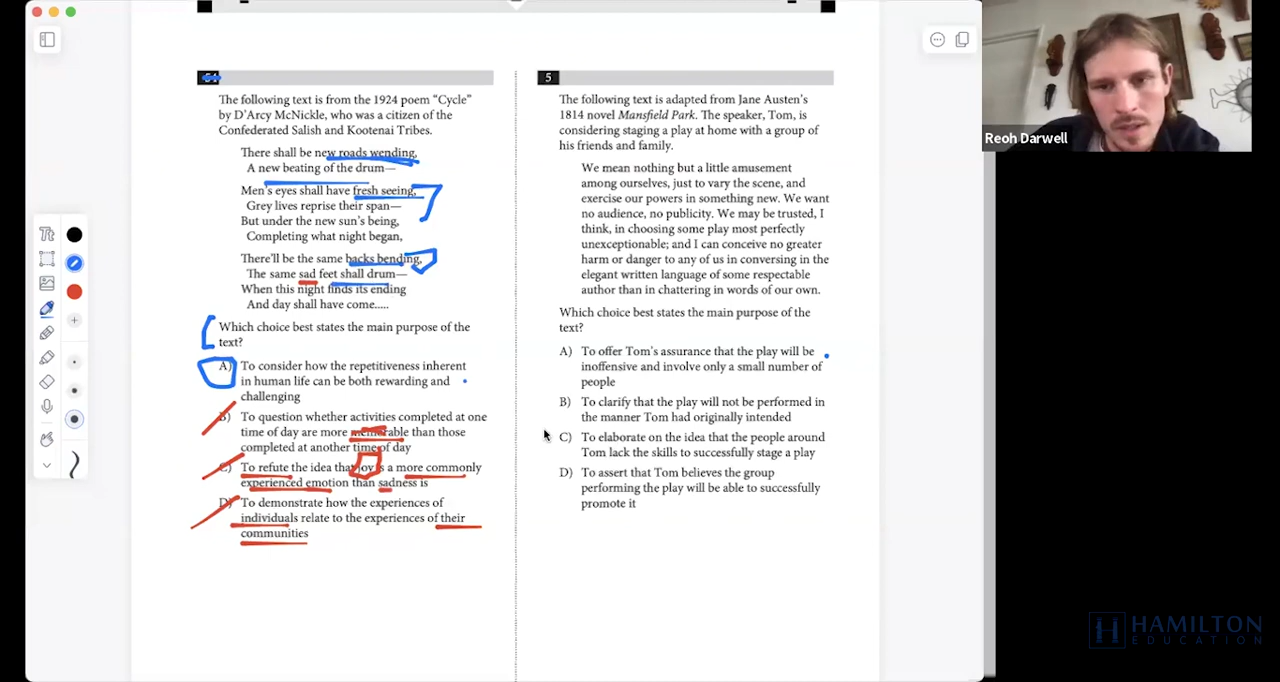 54
The following text is from the 1924 poem “Cycle”
by D’Arcy McNickle, who was a citizen of the
Confederated Salish and Kootenai Tribes.
There shall be new roads wending,
A new beating of the drum—
Men’s eyes shall have fresh seeing,
Grey lives reprise their span—
But under the new sun’s being,
Completing what night began,
There’ll be the same backs bending,
The same sad feet shall drum—
When this night finds its ending
And day shall have come.....
Which choice best states the main purpose of the
text?
A) To consider how the repetitiveness inherent
in human life can be both rewarding and
challenging
B) To question whether activities completed at one
time of day are more memorable than those
completed at another time of day
C) To refute the idea that joy is a more commonly
experienced emotion than sadness is
D) To demonstrate how the experiences of
individuals relate to the experiences of their
communities
5
The following text is adapted from Jane Austen’s
1814 novel Mansfield Park. The speaker, Tom, is
considering staging a play at home with a group of
his friends and family.
We mean nothing but a little amusement
among ourselves, just to vary the scene, and
exercise our powers in something new. We want
no audience, no publicity. We may be trusted, I
think, in choosing some play most perfectly
unexceptionable; and I can conceive no greater
harm or danger to any of us in conversing in the
elegant written language of some respectable
author than in chattering in words of our own.
Which choice best states the main purpose of the
text?
A) To offer Tom’s assurance that the play will be
inoffensive and involve only a small number of
people
B) To clarify that the play will not be performed in
the manner Tom had originally intended
C) To elaborate on the idea that the people around
Tom lack the skills to successfully stage a play
D) To assert that Tom believes the group
performing the play will be able to successfully
promote it
Reoh Darwell
HAMILTON
EDUCATION